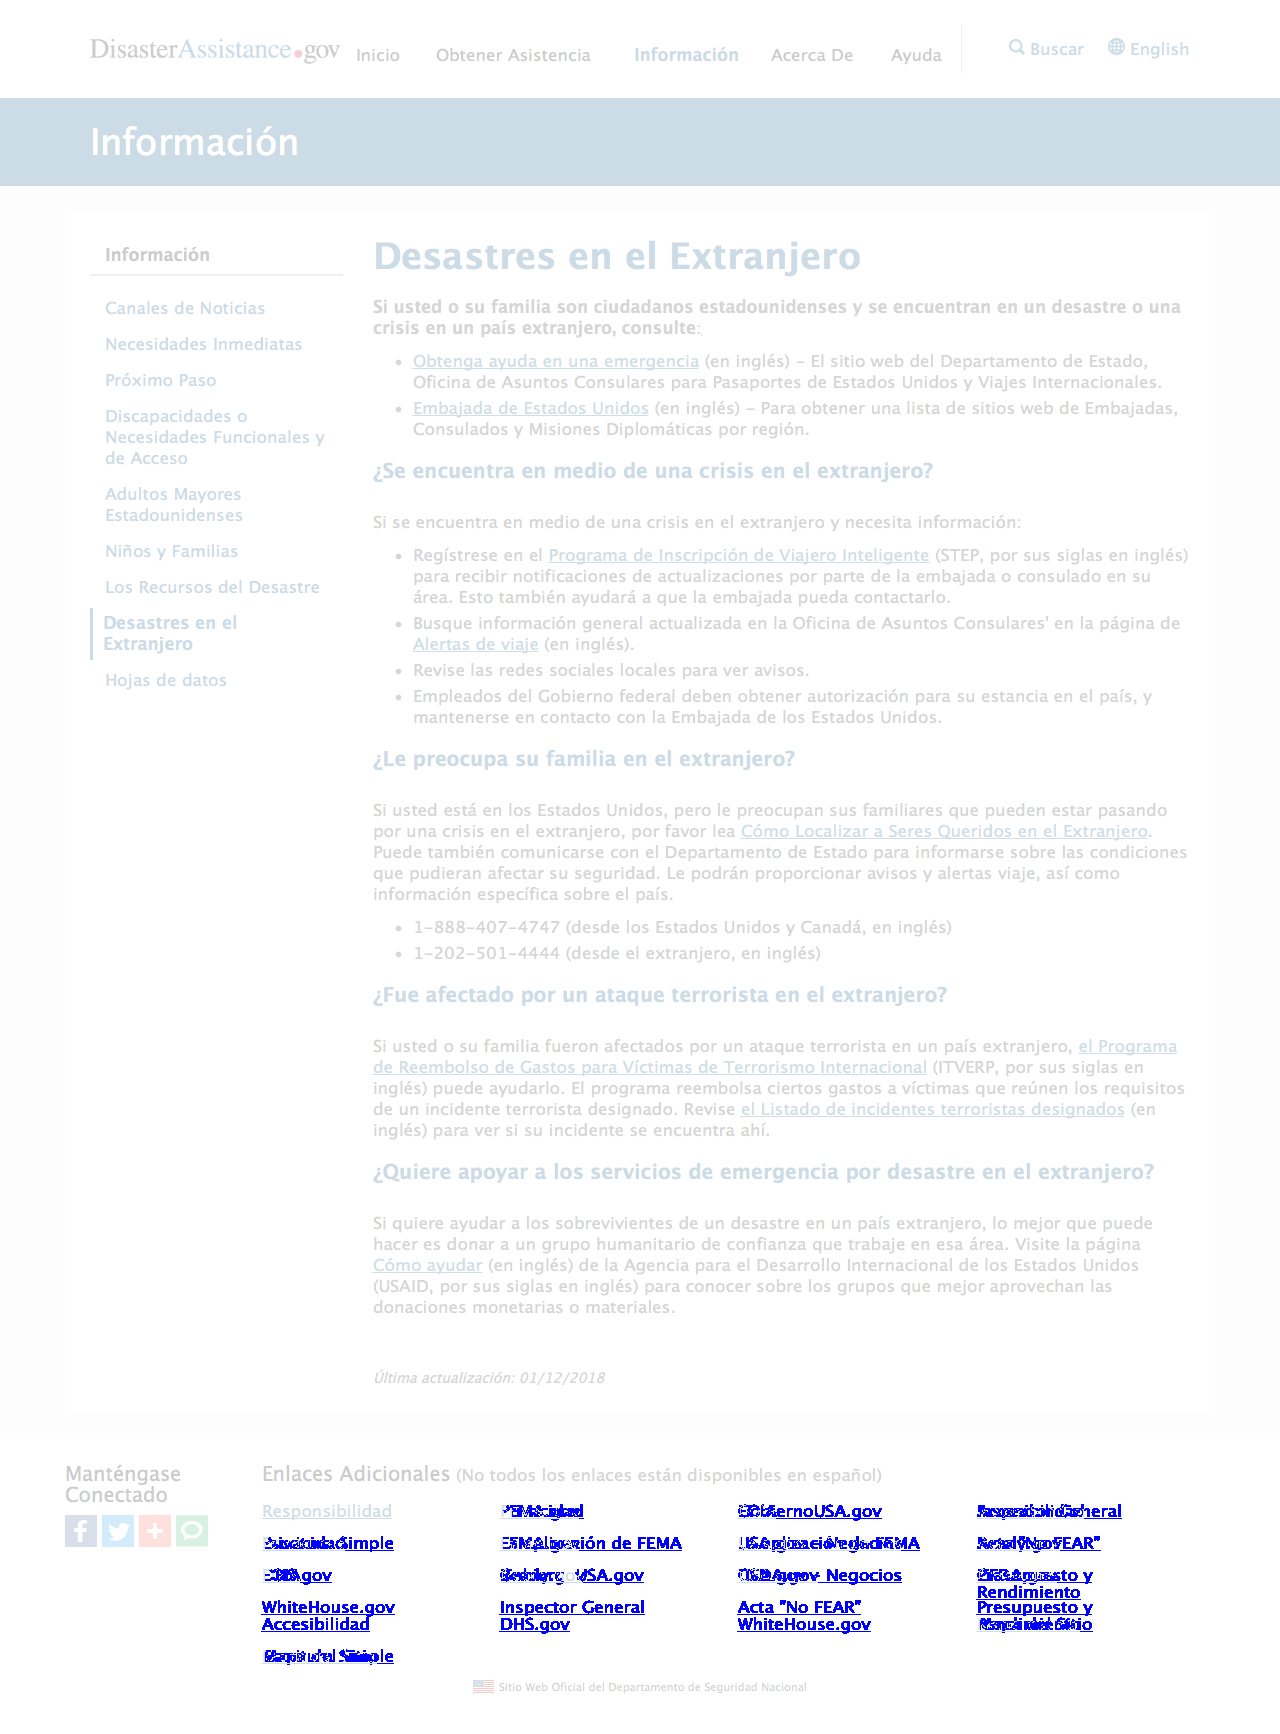 DisasterAssistance.gov Inicio Obtener Asistencia Información Acerca De Ayuda Buscar English
Información
Información
Canales de Noticias
Necesidades Inmediatas
Próximo Paso
Discapacidades o
Necesidades Funcionales y
de Acceso
Adultos Mayores
Estadounidenses
Niños y Familias
Los Recursos del Desastre
Desastres en el
Extranjero
Hojas de datos
Desastres en el Extranjero
Si usted o su familia son ciudadanos estadounidenses y se encuentran en un desastre o una
crisis en un país extranjero, consulte:
• Obtenga ayuda en una emergencia (en inglés) - El sitio web del Departamento de Estado,
Oficina de Asuntos Consulares para Pasaportes de Estados Unidos y Viajes Internacionales.
• Embajada de Estados Unidos (en inglés) - Para obtener una lista de sitios web de Embajadas,
Consulados y Misiones Diplomáticas por región.
¿Se encuentra en medio de una crisis en el extranjero?
Si se encuentra en medio de una crisis en el extranjero y necesita información:
• Regístrese en el Programa de Inscripción de Viajero Inteligente (STEP, por sus siglas en inglés)
para recibir notificaciones de actualizaciones por parte de la embajada o consulado en su
área. Esto también ayudará a que la embajada pueda contactarlo.
• Busque información general actualizada en la Oficina de Asuntos Consulares' en la página de
Alertas de viaje (en inglés).
• Revise las redes sociales locales para ver avisos.
• Empleados del Gobierno federal deben obtener autorización para su estancia en el país, y
mantenerse en contacto con la Embajada de los Estados Unidos.
¿Le preocupa su familia en el extranjero?
Si usted está en los Estados Unidos, pero le preocupan sus familiares que pueden estar pasando
por una crisis en el extranjero, por favor lea Cómo Localizar a Seres Queridos en el Extranjero.
Puede también comunicarse con el Departamento de Estado para informarse sobre las condiciones
que pudieran afectar su seguridad. Le podrán proporcionar avisos y alertas viaje, así como
información específica sobre el país.
• 1-888-407-4747 (desde los Estados Unidos y Canadá, en inglés)
• 1-202-501-4444 (desde el extranjero, en inglés)
¿Fue afectado por un ataque terrorista en el extranjero?
Si usted o su familia fueron afectados por un ataque terrorista en un país extranjero, el Programa
de Reembolso de Gastos para Víctimas de Terrorismo Internacional (ITVERP, por sus siglas en
inglés) puede ayudarlo. El programa reembolsa ciertos gastos a víctimas que reúnen los requisitos
de un incidente terrorista designado. Revise el Listado de incidentes terroristas designados (en
inglés) para ver si su incidente se encuentra ahí.
¿Quiere apoyar a los servicios de emergencia por desastre en el extranjero?
Si quiere ayudar a los sobrevivientes de un desastre en un país extranjero, lo mejor que puede
hacer es donar a un grupo humanitario de confianza que trabaje en esa área. Visite la página
Cómo ayudar (en inglés) de la Agencia para el Desarrollo Internacional de los Estados Unidos
(USAID, por sus siglas en inglés) para conocer sobre los grupos que mejor aprovechan las
donaciones monetarias o materiales.
Última actualización: 01/12/2018
Manténgase
Conectado
Enlaces Adicionales (No todos los enlaces están disponibles en español)
Responsibilidad GobiernoUSA.gov General
Simple de FEMA FEMA "No FEAR"
.gov USA.gov - Negocios y
Rendimiento
WhiteHouse.gov Inspector General Acta "No FEAR" Presupuesto y
Accesibilidad DHS.gov WhiteHouse.gov
Sitio Web Oficial del Departamento de Seguridad Nacional